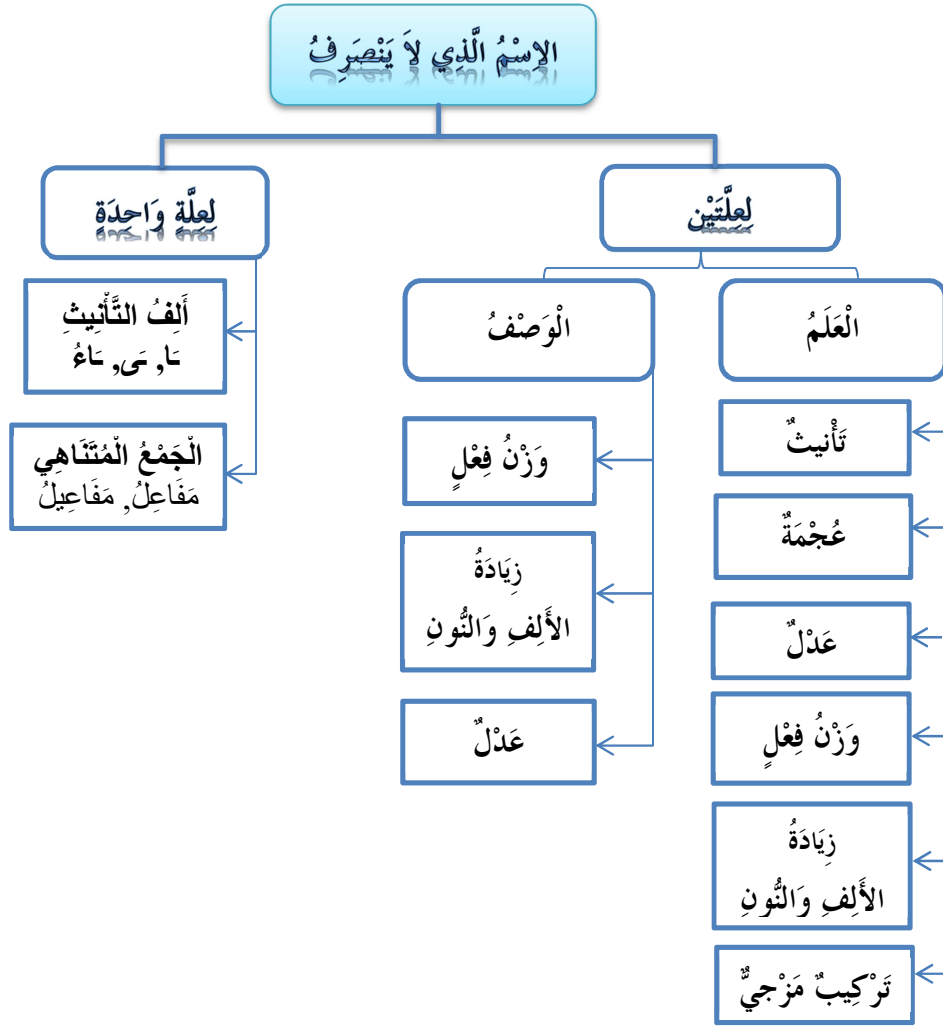 الاِسْمُ الَّذِي لاَ يَنْصَرِفُ
لِعِلَّتَيْنِ
لِعِلَّةٍ وَاحِدَةٍ
الْعَلَمُ
تَأْنِيثٌ
عُجْمَةٌ
عَدْلٌ
وَزْنُ فِعْلٍ
زِيَادَةُ
الأَلِفِ وَالنُّونِ
تَرْكِيبٌ مَزْجيٌّ
الْوَصْفُ
وَزْنُ فِعْلٍ
زِيَادَةُ
الأَلِفِ وَالنُّونِ
عَدْلٌ
أَلِفُ التَّأْنِيثِ
ـَا, ـَى, ـَاءُ
الْجَمْعُ الْمُتَنَاهِي
مَفَاعِلُ, مَفَاعِيلُ